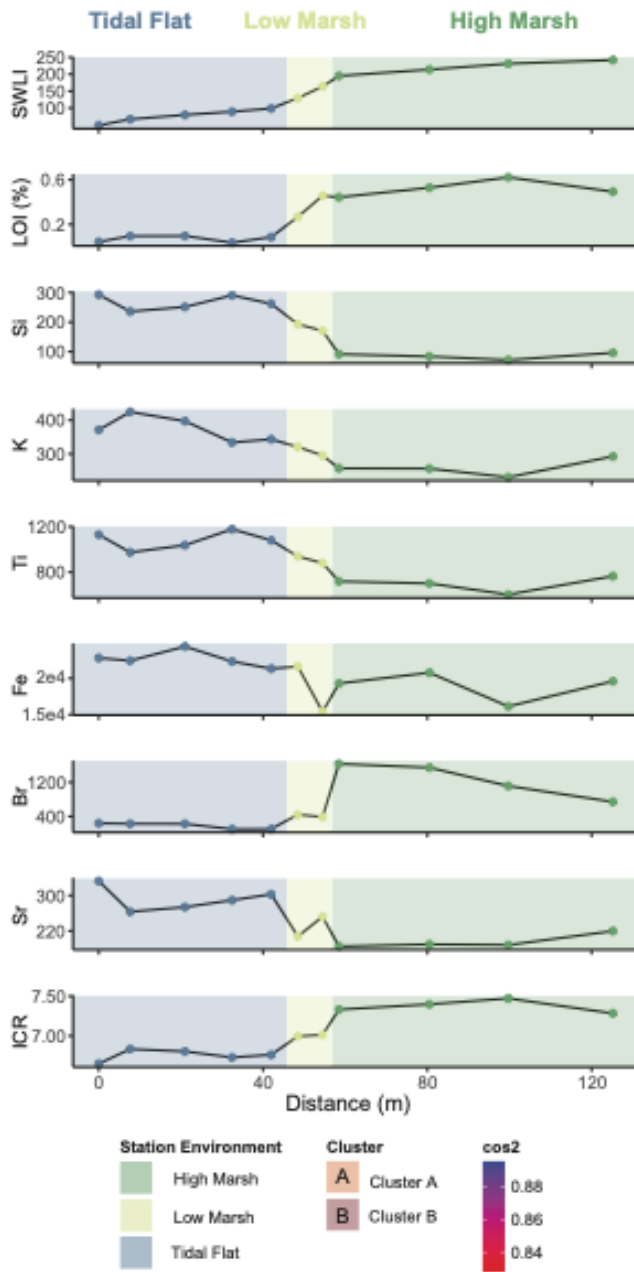 Tidal Flat Low Marsh High Marsh
SWLI
250
200
150
100
LOI (%)
0.6
0.2
Si
300
200
100
K
400
300
Ti
1200
800
Fe
2e4
1.5e4
Br
1200
400
Sr
300
220
ICR
7.50
7.00
0 40 80 120
Distance (m)
Station Environment Cluster cos2
High Marsh A Cluster A 0.88
Low Marsh B Cluster B 0.86
Tidal Flat 0.84